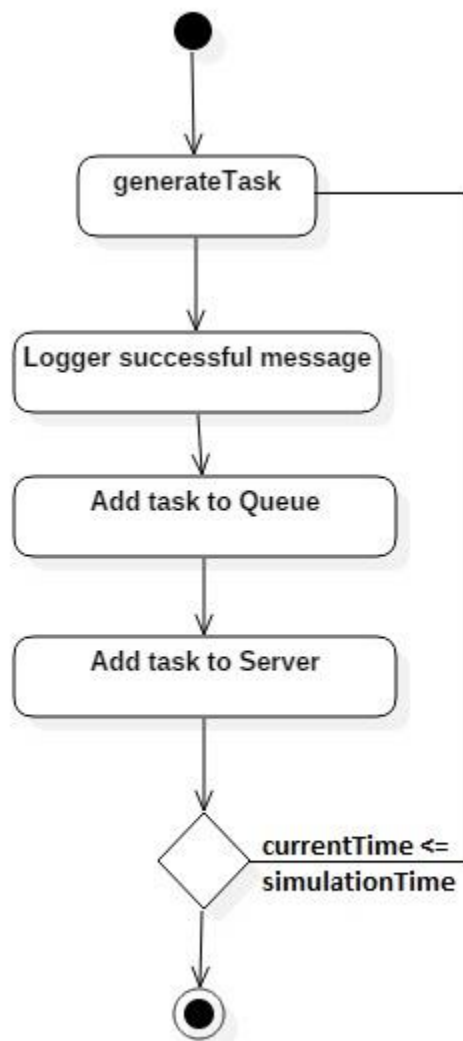 generateTask
Logger successful message
Add task to Queue
Add task to Server
currentTime <=
simulationTime